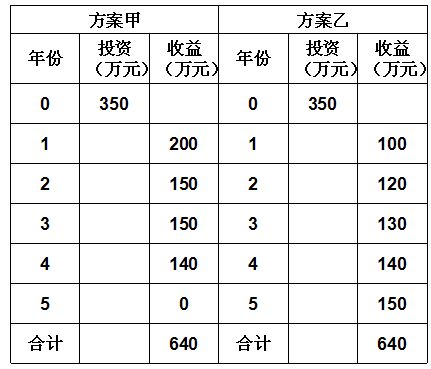 方案甲 方案乙
年份 投资（万元） 收益（万元） 年份 投资（万元） 收益（万元）
0 350 0 350
1 200 1 100
2 150 2 120
3 150 3 130
4 140 4 140
5 0 5 150
合计 640 合计 640